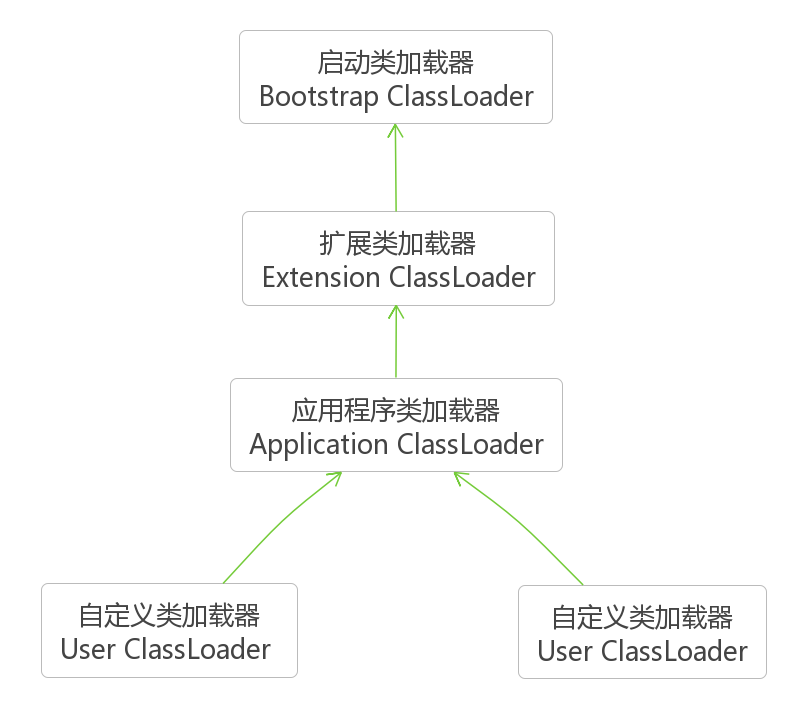 启动类加载器
Bootstrap ClassLoader
扩展类加载器
Extension ClassLoader
应用程序类加载器
Application ClassLoader
自定义类加载器
User ClassLoader
自定义类加载器
User ClassLoader